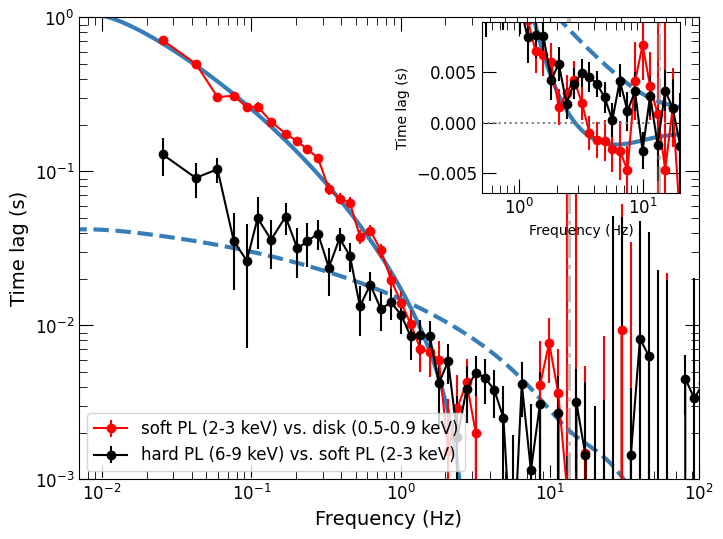 10⁰
10⁻¹
10⁻²
10⁻³
Time lag (s)
10⁻²
10⁻¹
10⁰
10¹
10²
Frequency (Hz)
soft PL (2-3 keV) vs. disk (0.5-0.9 keV)
hard PL (6-9 keV) vs. soft PL (2-3 keV)
0.005
0.000
−0.005
Time lag (s)
10⁰
10¹
Frequency (Hz)